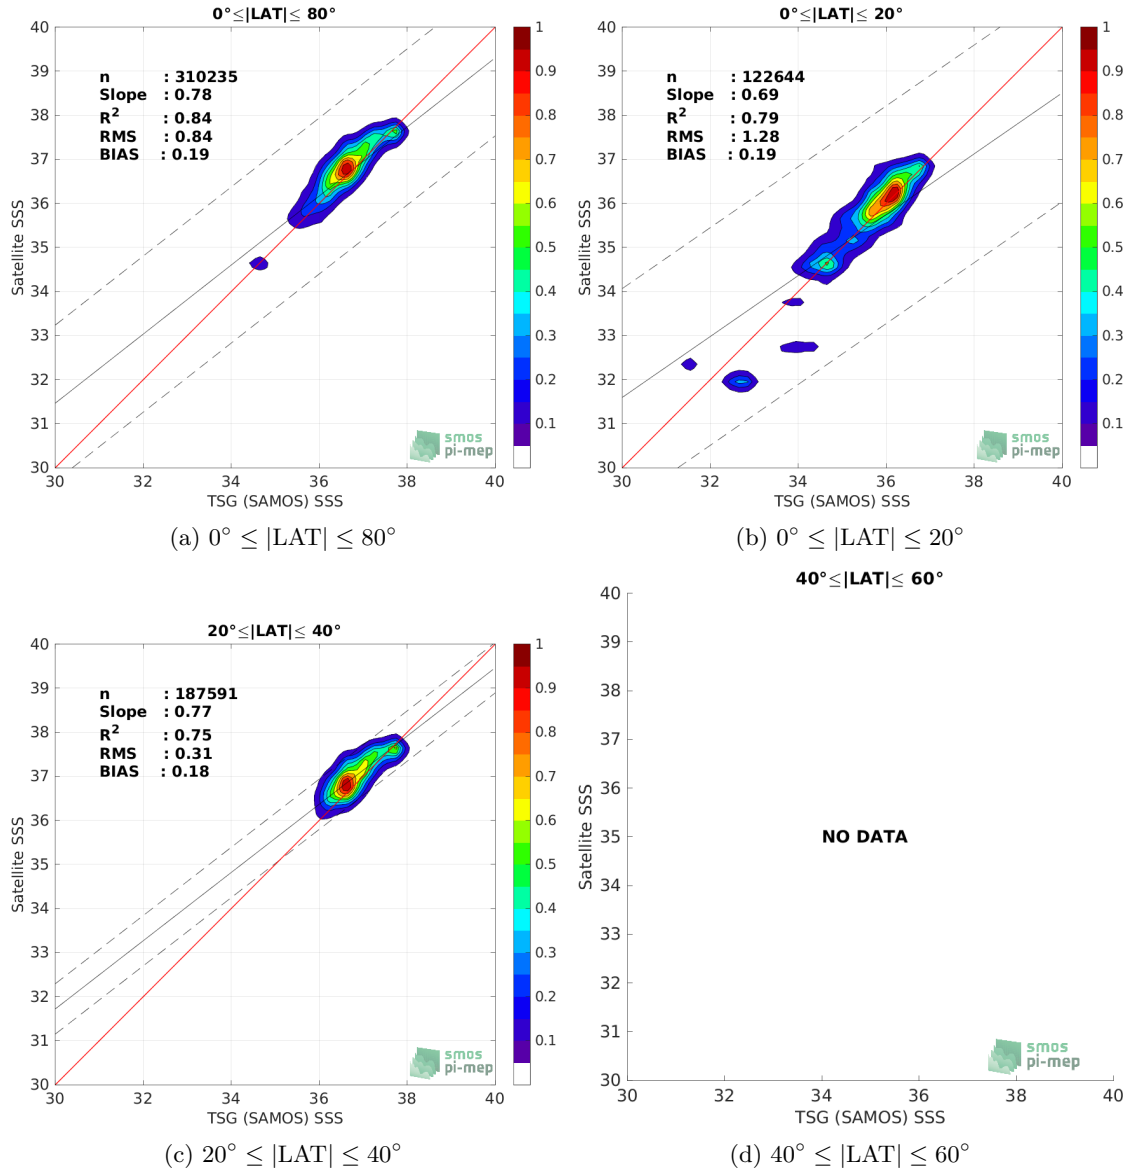 0°≤|LAT|≤ 80°
40
39
38
37
36
35
34
33
32
31
30
Satellite SSS
n : 310235
Slope : 0.78
R² : 0.84
RMS : 0.84
BIAS : 0.19
smos
pi-mep
30 32 34 36 38 40
TSG (SAMOS) SSS
1
0.9
0.8
0.7
0.6
0.5
0.4
0.3
0.2
0.1
(a) 0° ≤ |LAT| ≤ 80°
0°≤|LAT|≤ 20°
40
39
38
37
36
35
34
33
32
31
30
Satellite SSS
n : 122644
Slope : 0.69
R² : 0.79
RMS : 1.28
BIAS : 0.19
smos
pi-mep
30 32 34 36 38 40
TSG (SAMOS) SSS
1
0.9
0.8
0.7
0.6
0.5
0.4
0.3
0.2
0.1
(b) 0° ≤ |LAT| ≤ 20°
20°≤|LAT|≤ 40°
40
39
38
37
36
35
34
33
32
31
30
Satellite SSS
n : 187591
Slope : 0.77
R² : 0.75
RMS : 0.31
BIAS : 0.18
smos
pi-mep
30 32 34 36 38 40
TSG (SAMOS) SSS
1
0.9
0.8
0.7
0.6
0.5
0.4
0.3
0.2
0.1
(c) 20° ≤ |LAT| ≤ 40°
40°≤|LAT|≤ 60°
40
39
38
37
36
35
34
33
32
31
30
Satellite SSS
NO DATA
smos
pi-mep
30 32 34 36 38 40
TSG (SAMOS) SSS
(d) 40° ≤ |LAT| ≤ 60°